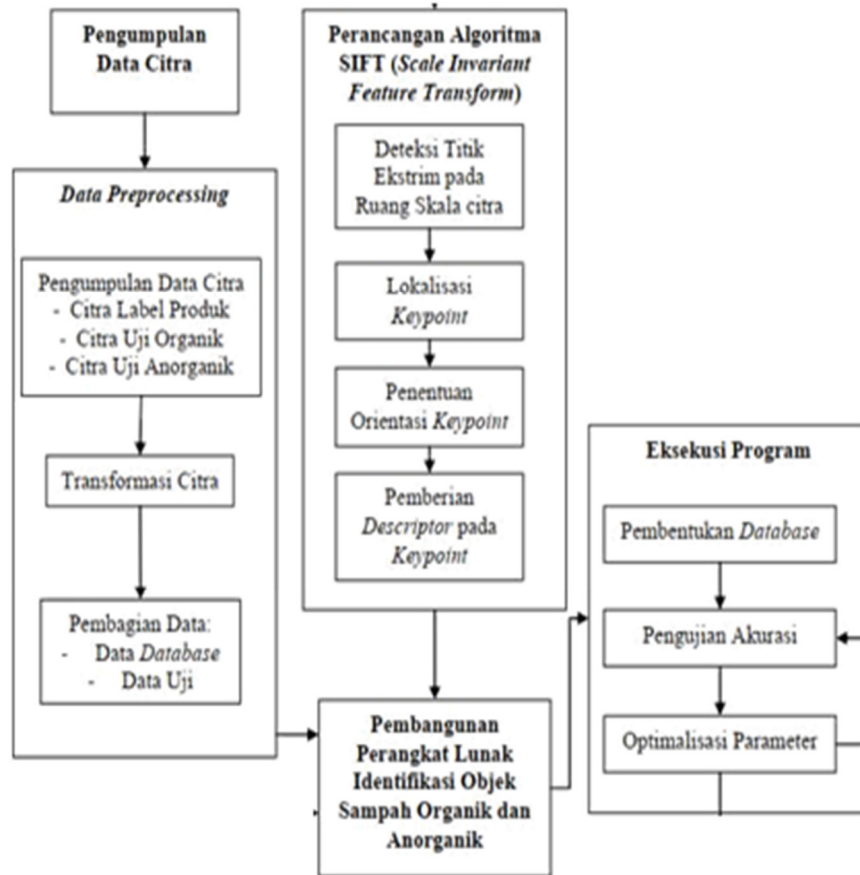 Pengumpulan
Data Citra
Data Preprocessing
Pengumpulan Data Citra
- Citra Label Produk
- Citra Uji Organik
- Citra Uji Anorganik
Transformasi Citra
Pembagian Data:
- Data Database
- Data Uji
Perancangan Algoritma
SIFT (Scale Invariant
Feature Transform)
Deteksi Titik
Ekstrim pada
Ruang Skala citra
Lokalisasi
Keypoint
Penentuan
Orientasi Keypoint
Pemberian
Descriptor pada
Keypoint
Pembangunan
Perangkat Lunak
Identifikasi Objek
Sampah Organik dan
Anorganik
Eksekusi Program
Pembentukan Database
Pengujian Akurasi
Optimalisasi Parameter